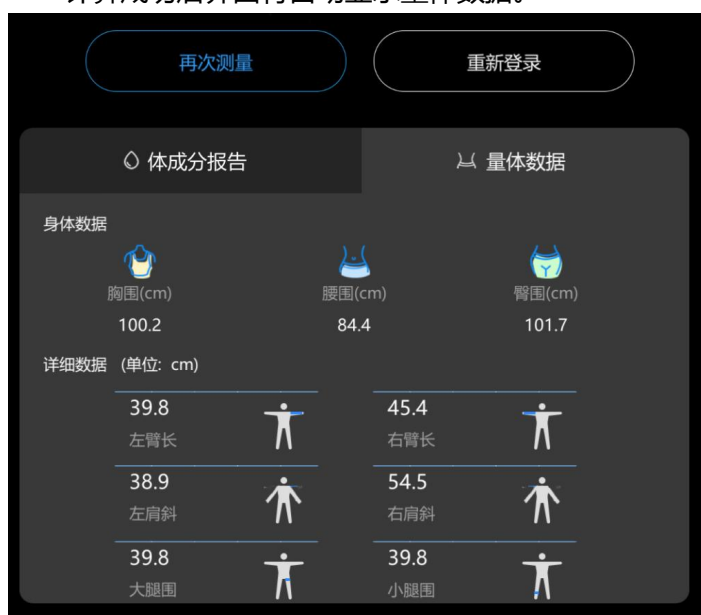 再次测量
重新登录
体成分报告
量体数据
身体数据
胸围(cm)
腰围(cm)
臀围(cm)
100.2
84.4
101.7
详细数据 (单位: cm)
39.8
左臂长
45.4
右臂长
38.9
左肩斜
54.5
右肩斜
39.8
大腿围
39.8
小腿围